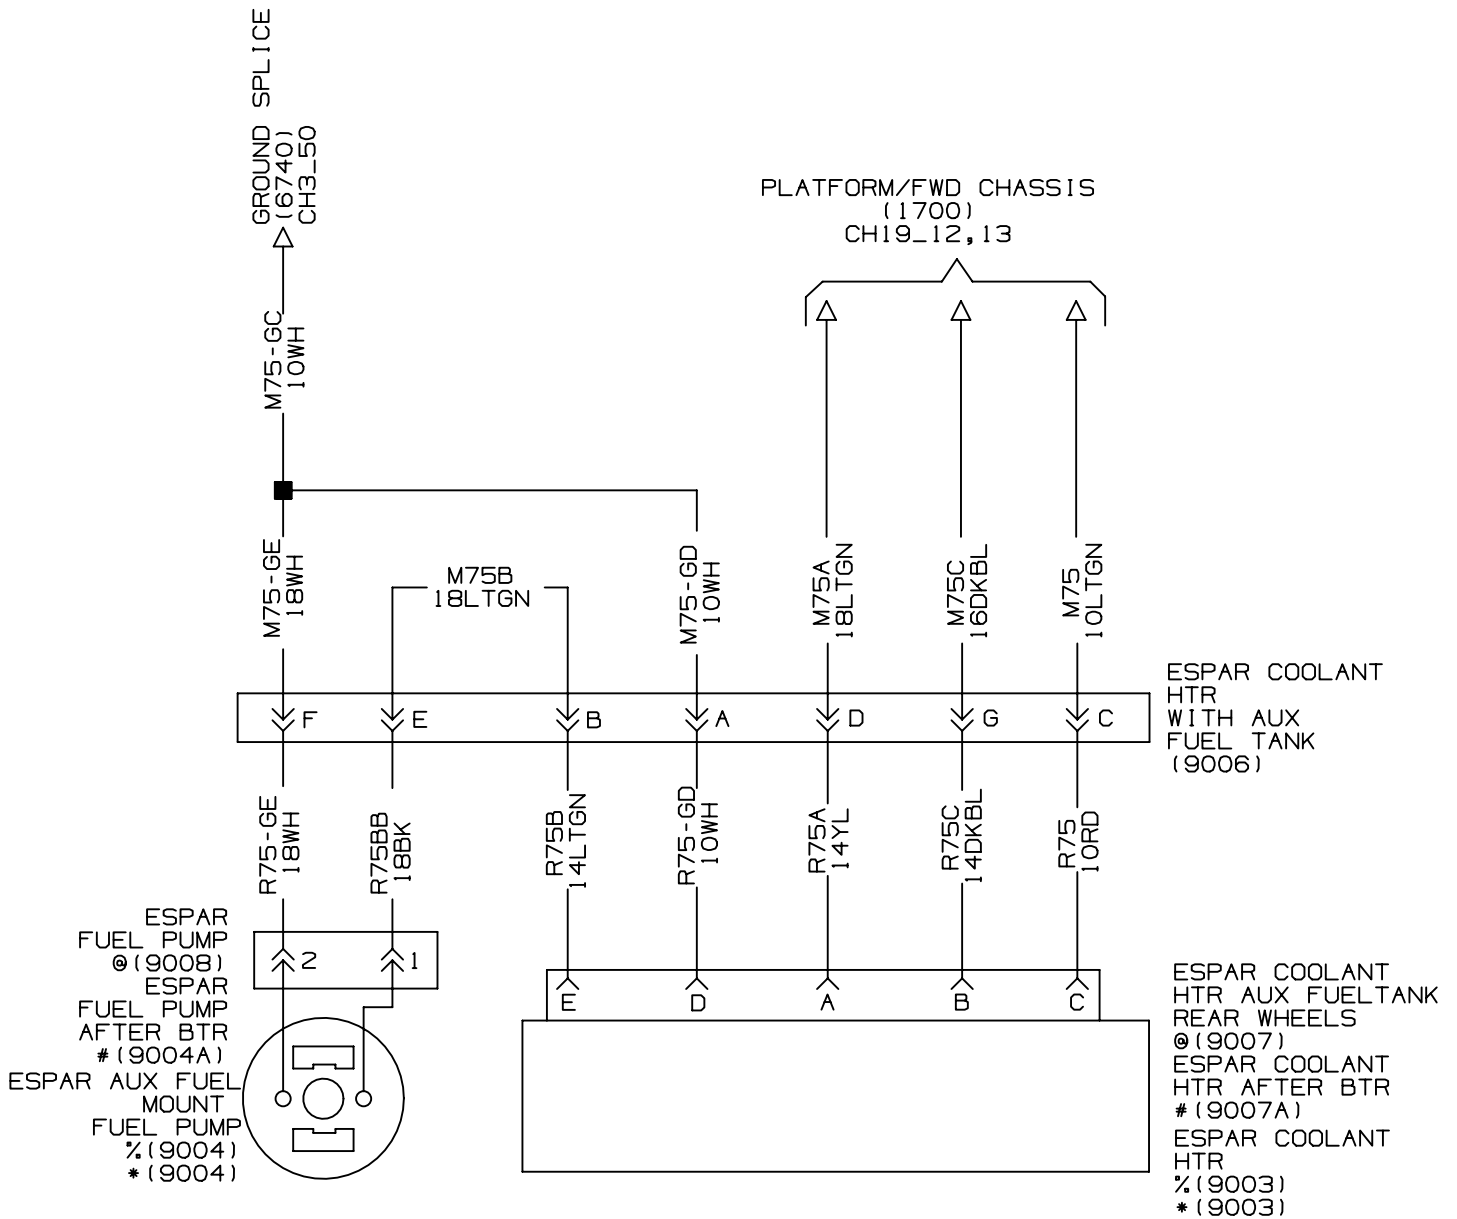 GROUND SPLICE
(6740)
CH3_50
PLATFORM/FWD CHASSIS
(1700)
CH19_12,13
M75-GC
10WH
M75-GE
18WH
M75B
18LTGN
M75-GD
10WH
M75A
18LTGN
M75C
16DKBL
M75
10LTGN
F
E
B
A
D
G
C
ESPAR COOLANT
HTR
WITH AUX
FUEL TANK
(9006)
R75-GE
18WH
R75BB
18BK
R75B
14LTGN
R75-GD
10WH
R75A
14YL
R75C
14DKBL
R75
10RD
ESPAR
FUEL PUMP
@(9008)
ESPAR
FUEL PUMP
AFTER BTR
#(9004A)
ESPAR AUX FUEL
MOUNT
FUEL PUMP
%(9004)
*(9004)
2
1
E
D
A
B
C
ESPAR COOLANT
HTR AUX FUELTANK
REAR WHEELS
@(9007)
ESPAR COOLANT
HTR AFTER BTR
#(9007A)
ESPAR COOLANT
HTR
%(9003)
*(9003)